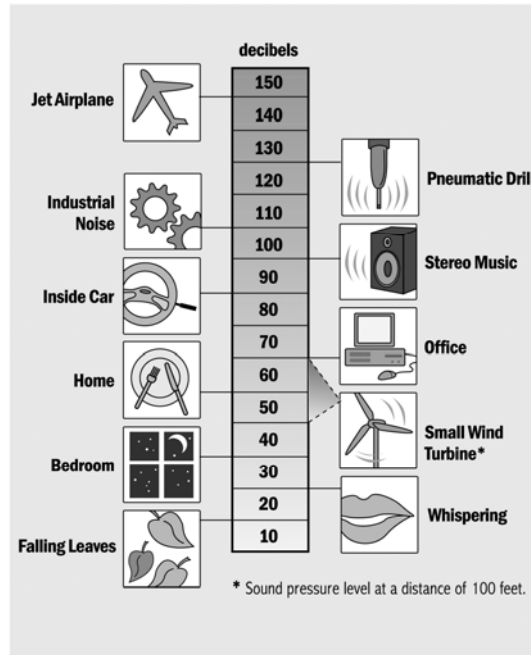 decibels
150
140
130
120
110
100
90
80
70
60
50
40
30
20
10
Jet Airplane
Industrial
Noise
Inside Car
Home
Bedroom
Falling Leaves
Pneumatic Drill
Stereo Music
Office
Small Wind
Turbine*
Whispering
* Sound pressure level at a distance of 100 feet.